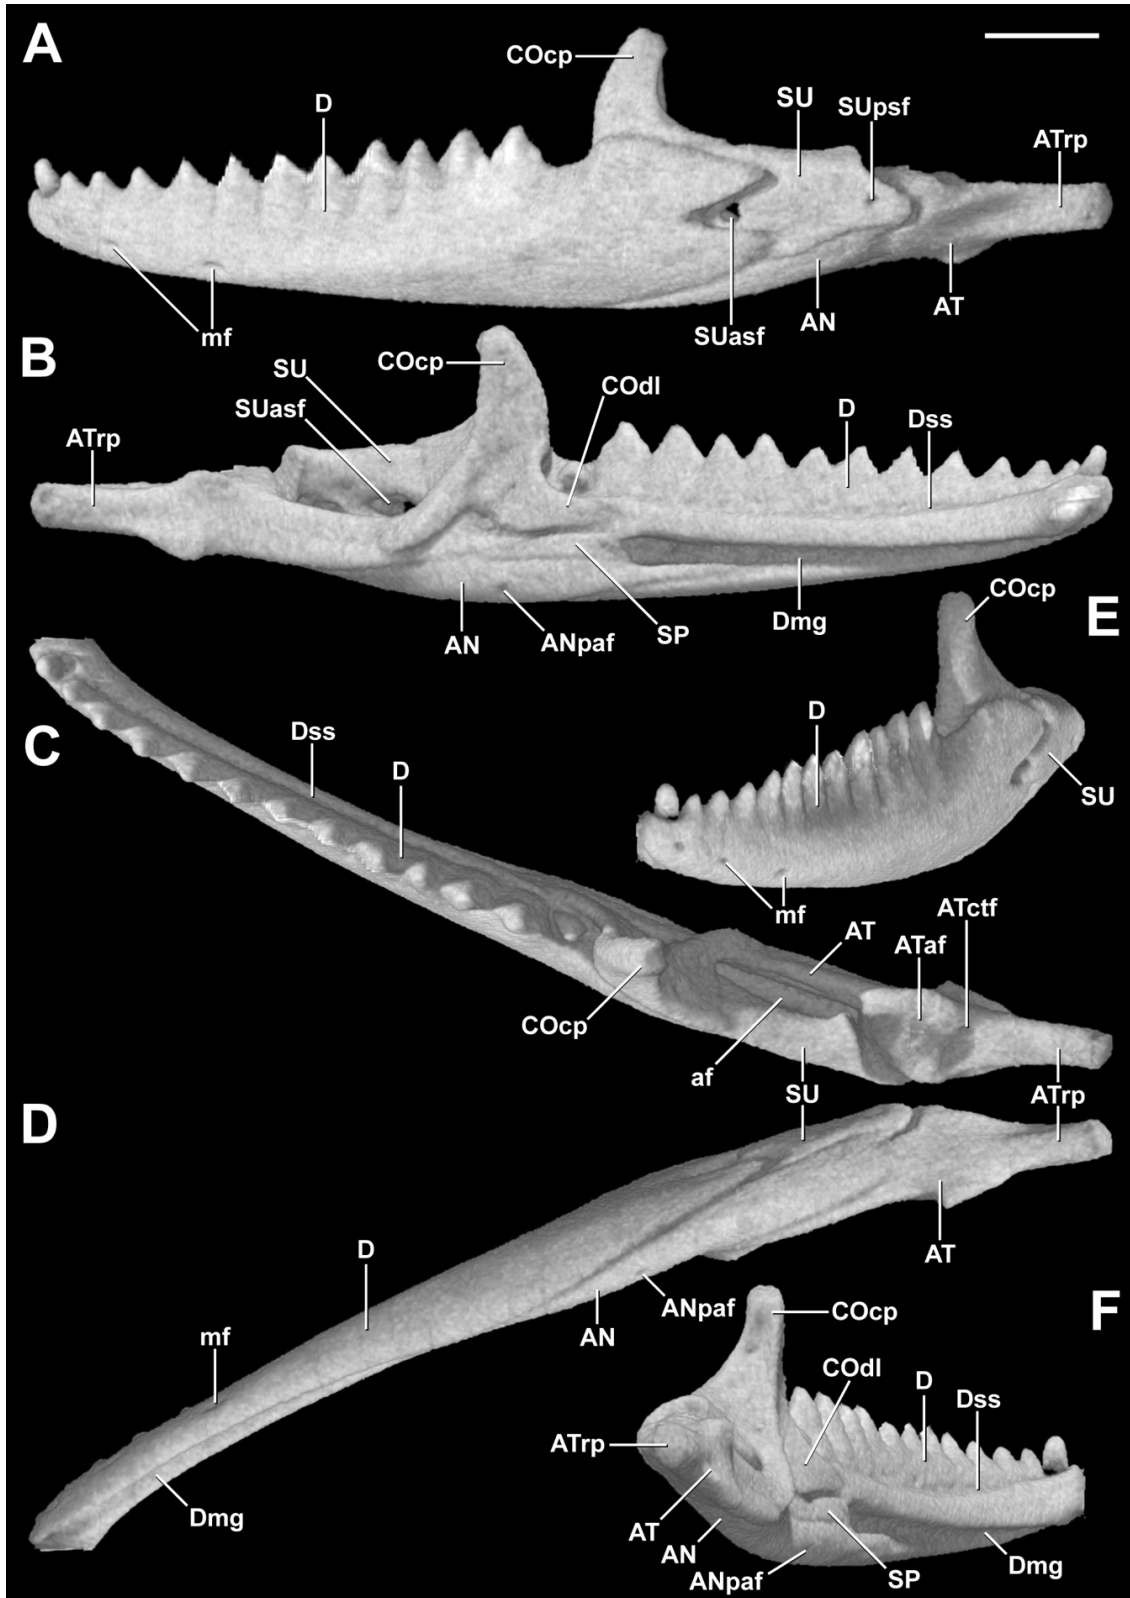 A
COcp
D
SU
SUpsf
ATrp
mf
SUasf
AN
AT
B
SU
COcp
COdl
SUasf
D
Dss
ATrp
AN
ANpaf
SP
Dmg
E
COcp
D
SU
mf
C
Dss
D
AT
ATaf
ATctf
COcp
af
SU
ATrp
D
D
AT
mf
AN
ANpaf
Dmg
F
COcp
COdl
D
Dss
ATrp
AT
AN
ANpaf
SP
Dmg